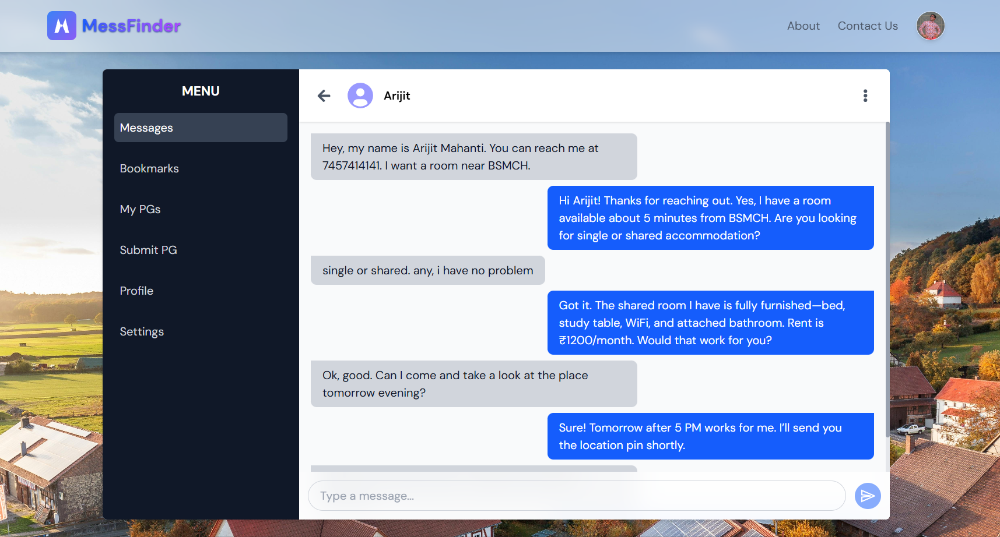 MessFinder
About
Contact Us
MENU
Messages
Bookmarks
My PGs
Submit PG
Profile
Settings
Arijit
Hey, my name is Arijit Mahanti. You can reach me at
7457414141. I want a room near BSMCH.
Hi Arijit! Thanks for reaching out. Yes, I have a room
available about 5 minutes from BSMCH. Are you looking
for single or shared accommodation?
single or shared. any, i have no problem
Got it. The shared room I have is fully furnished—bed,
study table, WiFi, and attached bathroom. Rent is
₹1200/month. Would that work for you?
Ok, good. Can I come and take a look at the place
tomorrow evening?
Sure! Tomorrow after 5 PM works for me. I’ll send you
the location pin shortly.
Type a message...